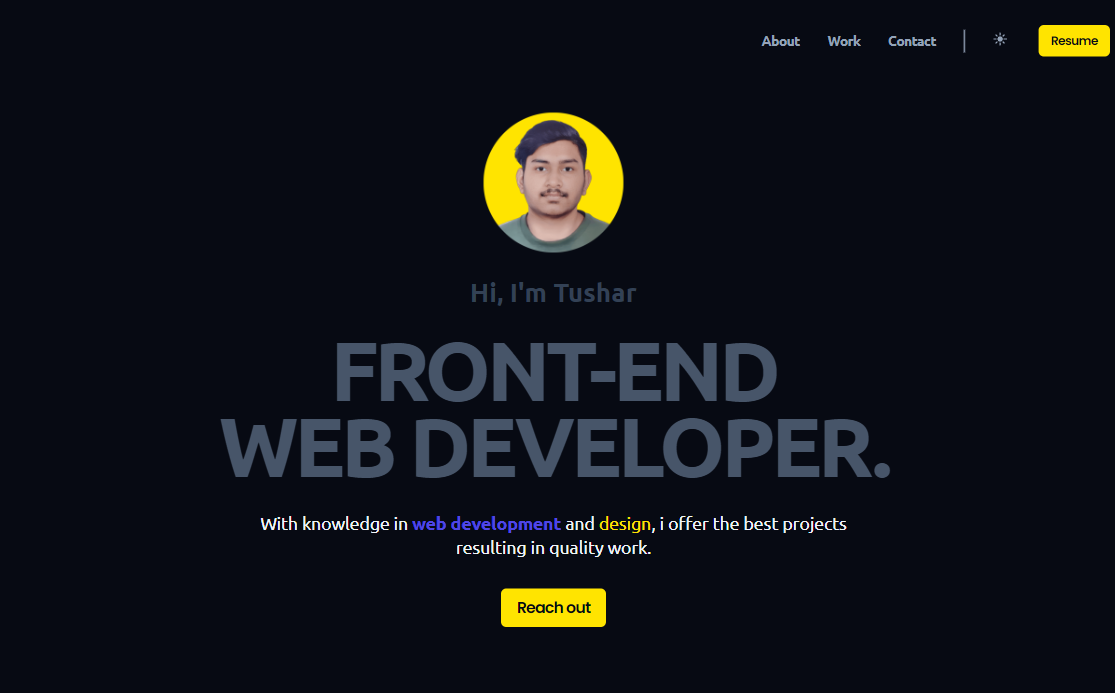 About Work Contact Resume
Hi, I'm Tushar
FRONT-END
WEB DEVELOPER.
With knowledge in web development and design, i offer the best projects
resulting in quality work.
Reach out